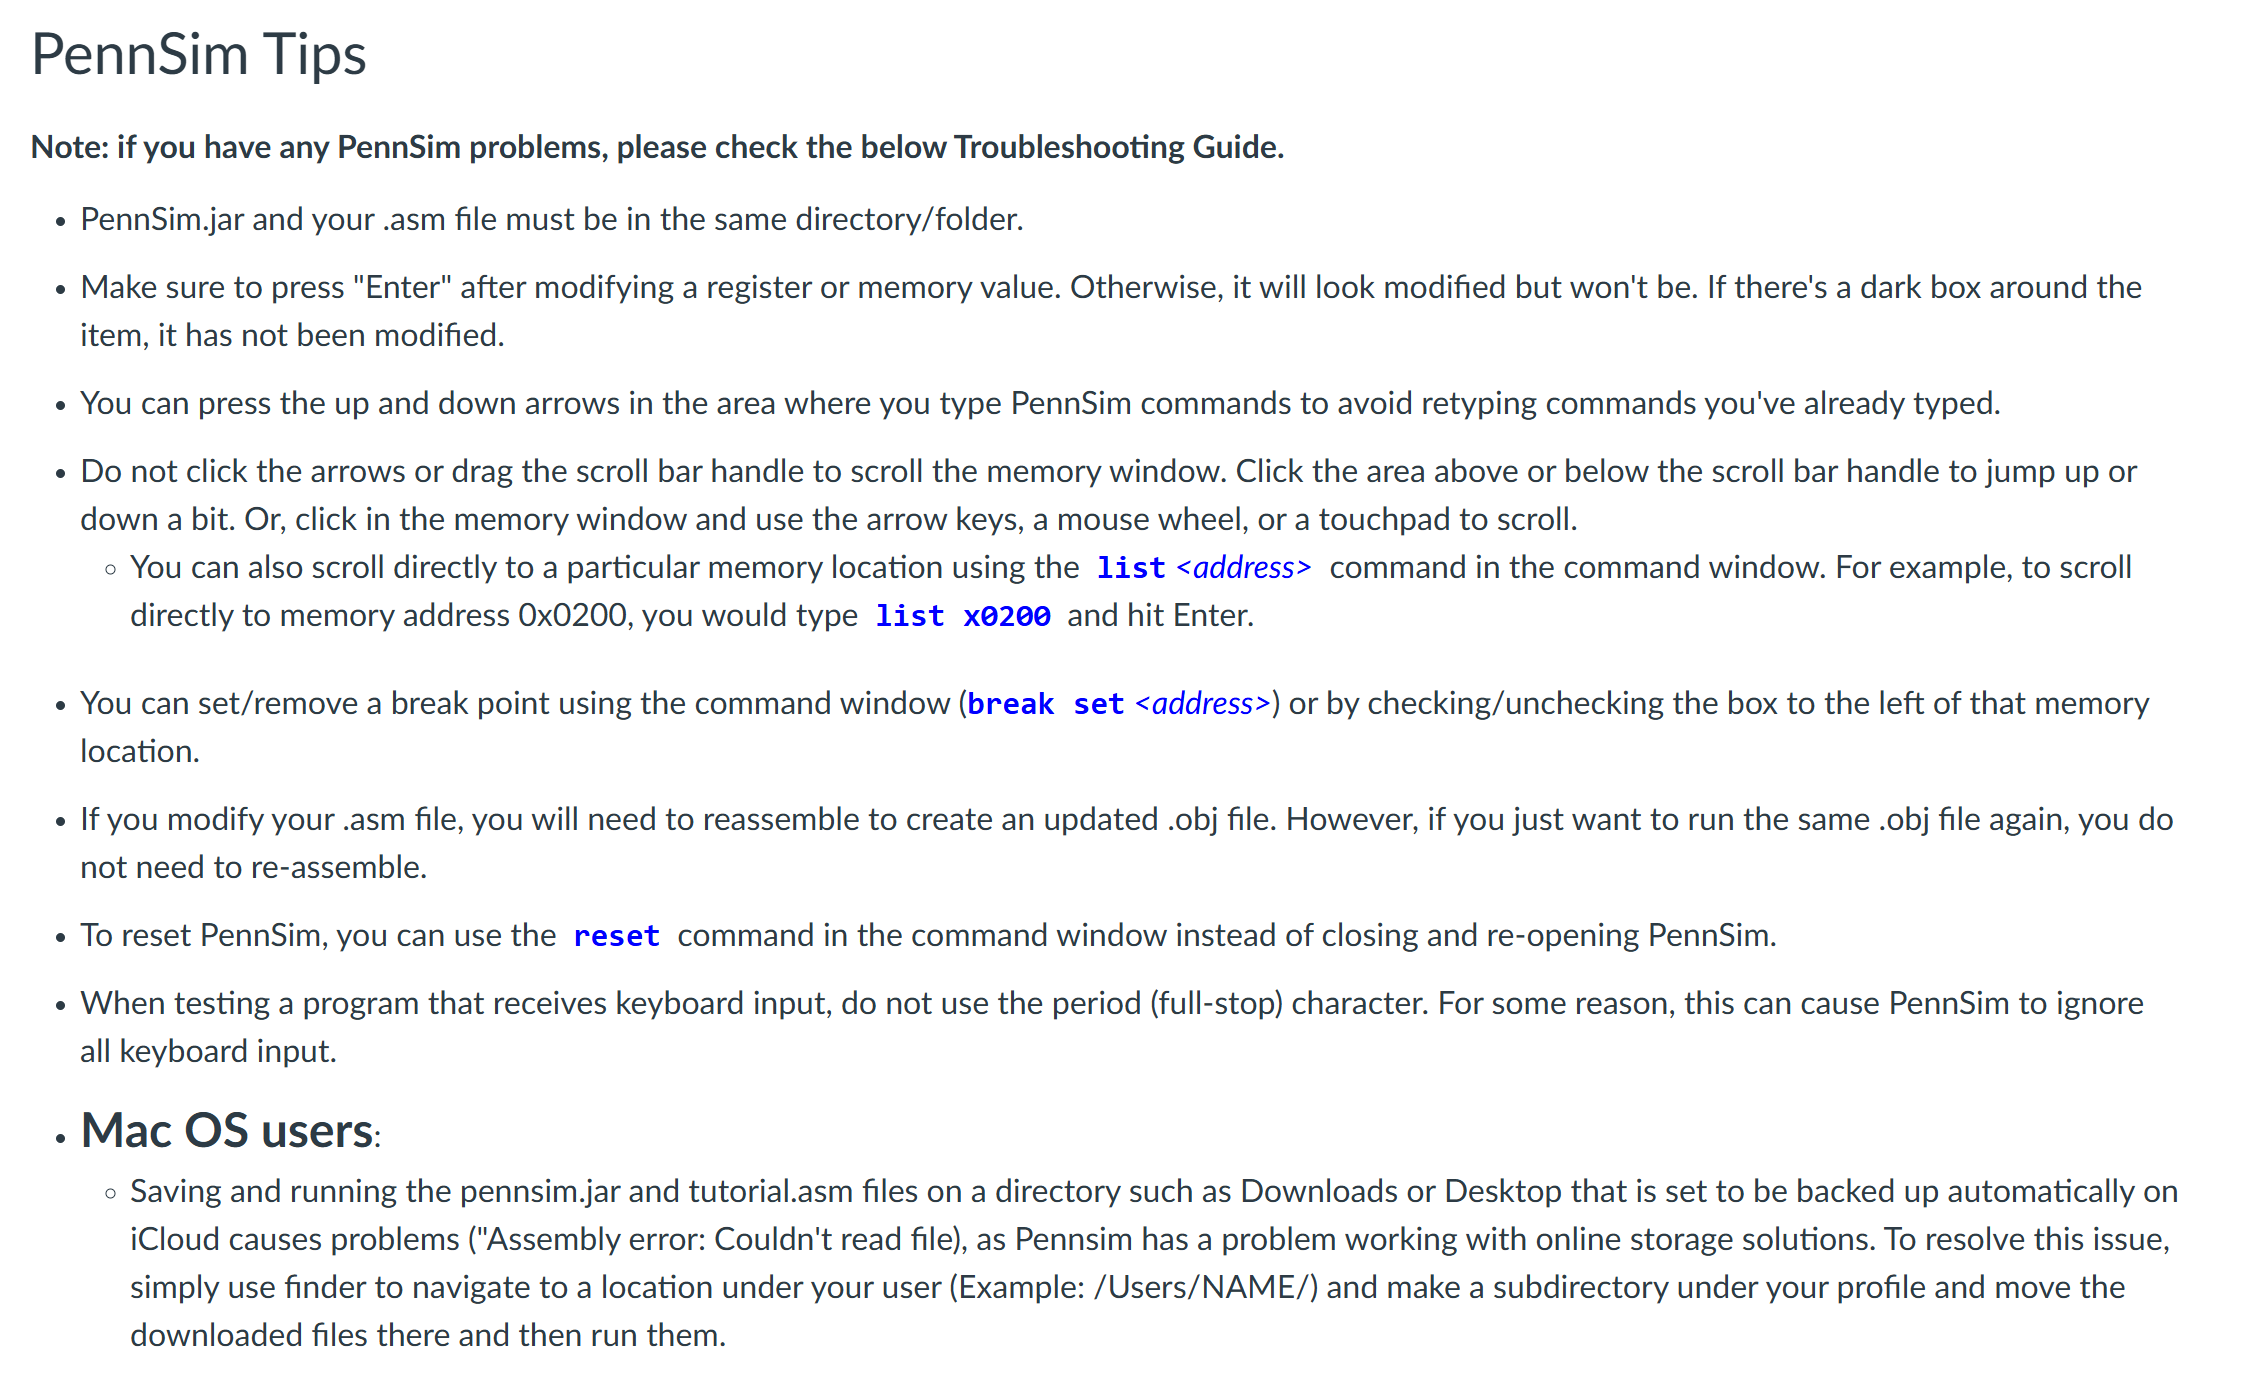 PennSim Tips
Note: if you have any PennSim problems, please check the below Troubleshooting Guide.
• PennSim.jar and your .asm file must be in the same directory/folder.
• Make sure to press "Enter" after modifying a register or memory value. Otherwise, it will look modified but won't be. If there's a dark box around the
item, it has not been modified.
• You can press the up and down arrows in the area where you type PennSim commands to avoid retyping commands you've already typed.
• Do not click the arrows or drag the scroll bar handle to scroll the memory window. Click the area above or below the scroll bar handle to jump up or
down a bit. Or, click in the memory window and use the arrow keys, a mouse wheel, or a touchpad to scroll.
◦ You can also scroll directly to a particular memory location using the list <address> command in the command window. For example, to scroll
directly to memory address 0x0200, you would type list x0200 and hit Enter.
• You can set/remove a break point using the command window (break set <address>) or by checking/unchecking the box to the left of that memory
location.
• If you modify your .asm file, you will need to reassemble to create an updated .obj file. However, if you just want to run the same .obj file again, you do
not need to re-assemble.
• To reset PennSim, you can use the reset command in the command window instead of closing and re-opening PennSim.
• When testing a program that receives keyboard input, do not use the period (full-stop) character. For some reason, this can cause PennSim to ignore
all keyboard input.
• Mac OS users:
◦ Saving and running the pennsim.jar and tutorial.asm files on a directory such as Downloads or Desktop that is set to be backed up automatically on
iCloud causes problems ("Assembly error: Couldn't read file), as Pennsim has a problem working with online storage solutions. To resolve this issue,
simply use finder to navigate to a location under your user (Example: /Users/NAME/) and make a subdirectory under your profile and move the
downloaded files there and then run them.